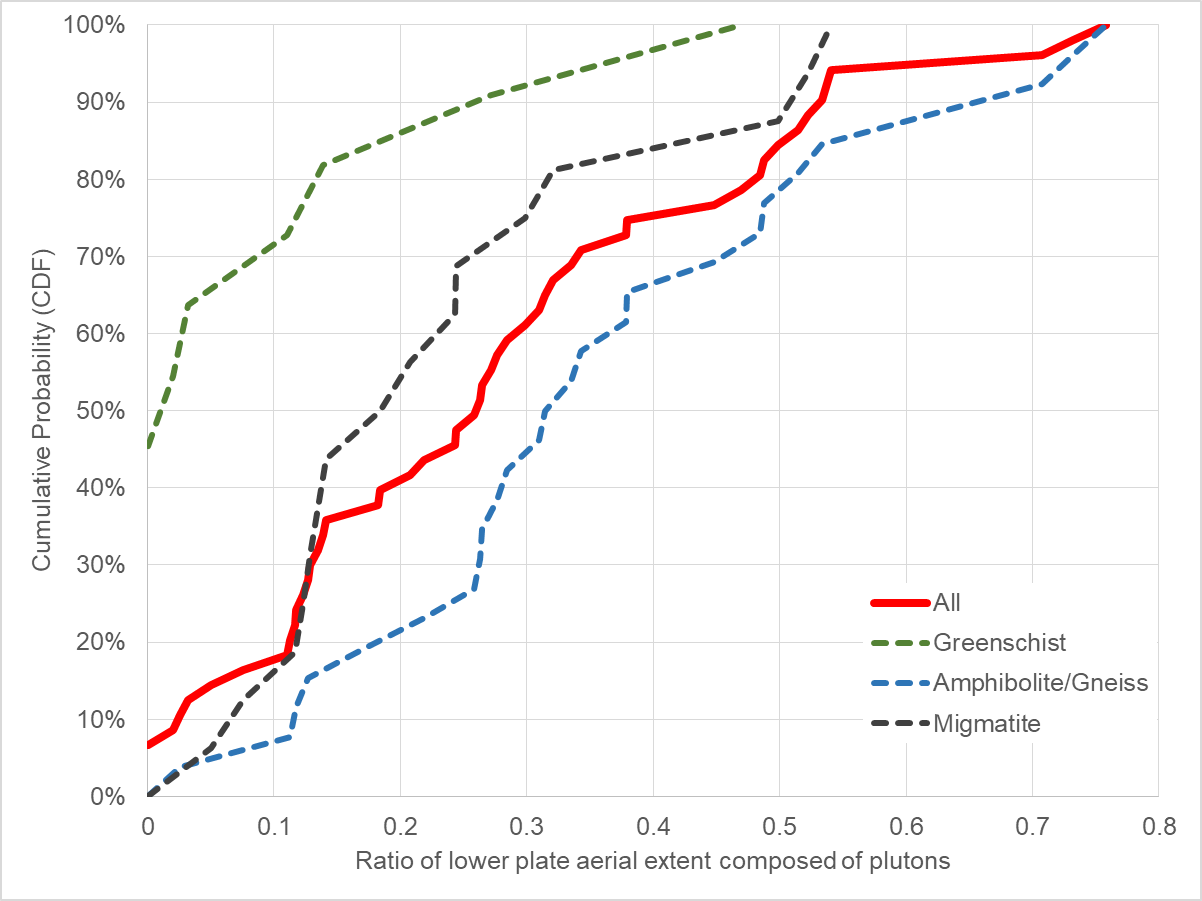 100%
90%
80%
70%
60%
50%
40%
30%
20%
10%
0%
Cumulative Probability (CDF)
All
Greenschist
Amphibolite/Gneiss
Migmatite
0 0.1 0.2 0.3 0.4 0.5 0.6 0.7 0.8
Ratio of lower plate aerial extent composed of plutons